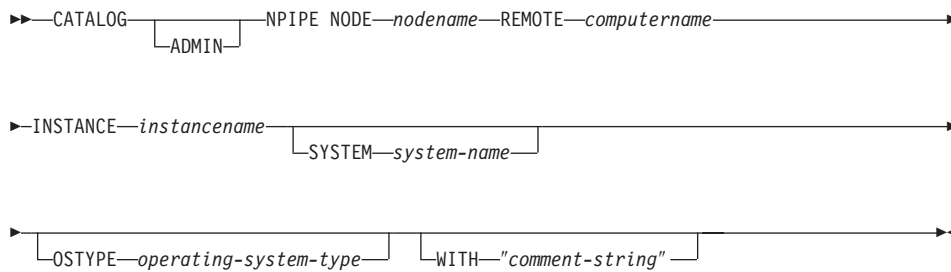 CATALOG NPIPE NODE nodename REMOTE computername
ADMIN
INSTANCE instancename
SYSTEM system-name
OSTYPE operating-system-type WITH "comment-string"